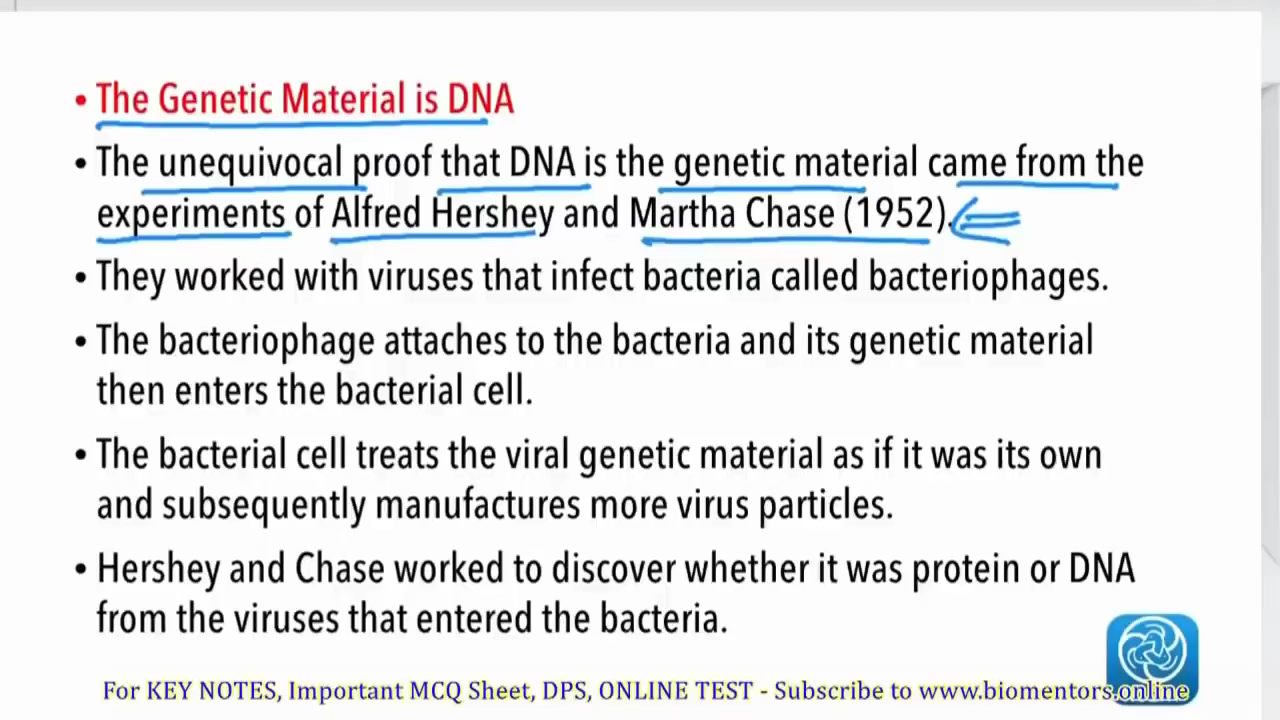 • The Genetic Material is DNA
• The unequivocal proof that DNA is the genetic material came from the
experiments of Alfred Hershey and Martha Chase (1952).
• They worked with viruses that infect bacteria called bacteriophages.
• The bacteriophage attaches to the bacteria and its genetic material
then enters the bacterial cell.
• The bacterial cell treats the viral genetic material as if it was its own
and subsequently manufactures more virus particles.
• Hershey and Chase worked to discover whether it was protein or DNA
from the viruses that entered the bacteria.
For KEY NOTES, Important MCQ Sheet, DPS, ONLINE TEST - Subscribe to www.biomentors.online